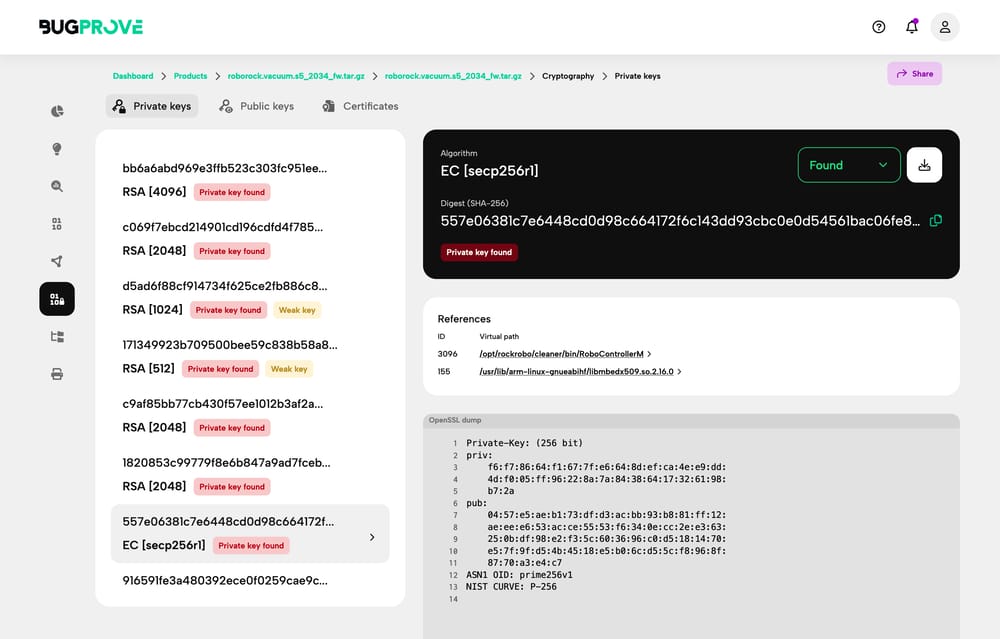 BUGPROVE
Dashboard > Products > roborock.vacuum.s5_2034_fw.tar.gz > roborock.vacuum.s5_2034_fw.tar.gz > Cryptography > Private keys
Share
Private keys Public keys Certificates
bb6a6abd969e3ffb523c303fc951ee...
RSA [4096] Private key found
c069f7ebcd214901cd196cdfd4f785...
RSA [2048] Private key found
d5ad6f88cf914734f625ce2fb886c8...
RSA [1024] Private key found Weak key
171349923b709500bee59c838b58a8...
RSA [512] Private key found Weak key
c9af85bb77cb430f57ee1012b3af2a...
RSA [2048] Private key found
1820853c99779f8e6b847a9ad7fceb...
RSA [2048] Private key found
557e06381c7e6448cd0d98c664172f...
EC [secp256r1] Private key found
916591fe3a480392ece0f0259cae9c...
Algorithm
EC [secp256r1]
Found
Digest (SHA-256)
557e06381c7e6448cd0d98c664172f6c143dd93cbc0e0d54561bac06fe8...
Private key found
References
ID Virtual path
3096 /opt/rockrobo/cleaner/bin/RoboControllerM >
155 /usr/lib/arm-linux-gnueabihf/libmbedx509.so.2.16.0 >
OpenSSL dump
1 Private-Key: (256 bit)
2 priv:
3 f6:f7:86:64:f1:67:7f:e6:64:8d:ef:ca:4e:e9:dd:
4 4d:f0:05:ff:96:22:8a:7a:84:38:64:17:32:61:98:
5 b7:2a
6 pub:
7 04:57:e5:ae:b1:73:df:d3:ac:bb:93:b8:81:ff:12:
8 ae:ee:e6:53:ac:ce:55:53:f6:34:0e:cc:2e:e3:63:
9 25:0b:df:98:e2:f3:5c:60:36:96:c0:d5:18:14:70:
10 e5:7f:9f:d5:4b:45:18:e5:b0:6c:d5:5c:f8:96:8f:
11 87:70:a3:e4:c7
12 ASN1 OID: prime256v1
13 NIST CURVE: P-256
14
01
10
01
10